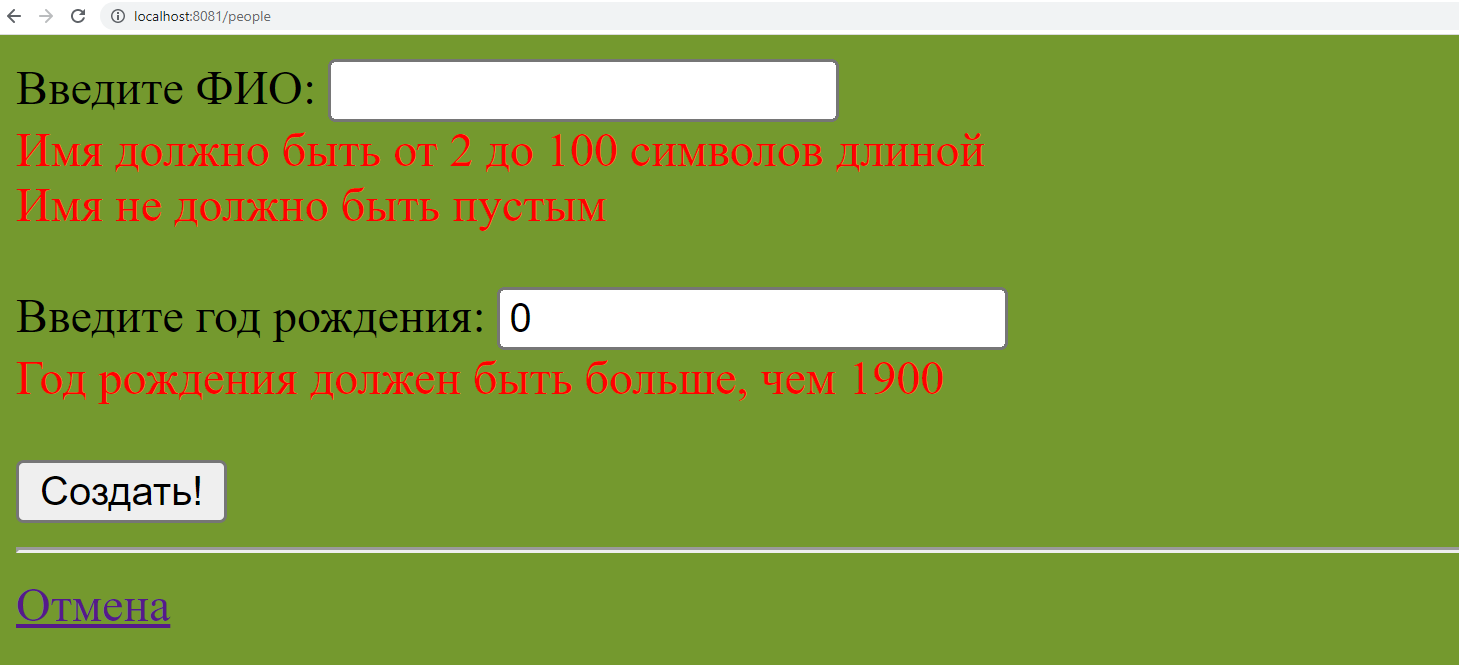 localhost:8081/people
Введите ФИО:
Имя должно быть от 2 до 100 символов длиной
Имя не должно быть пустым
Введите год рождения: 0
Год рождения должен быть больше, чем 1900
Создать!
Отмена